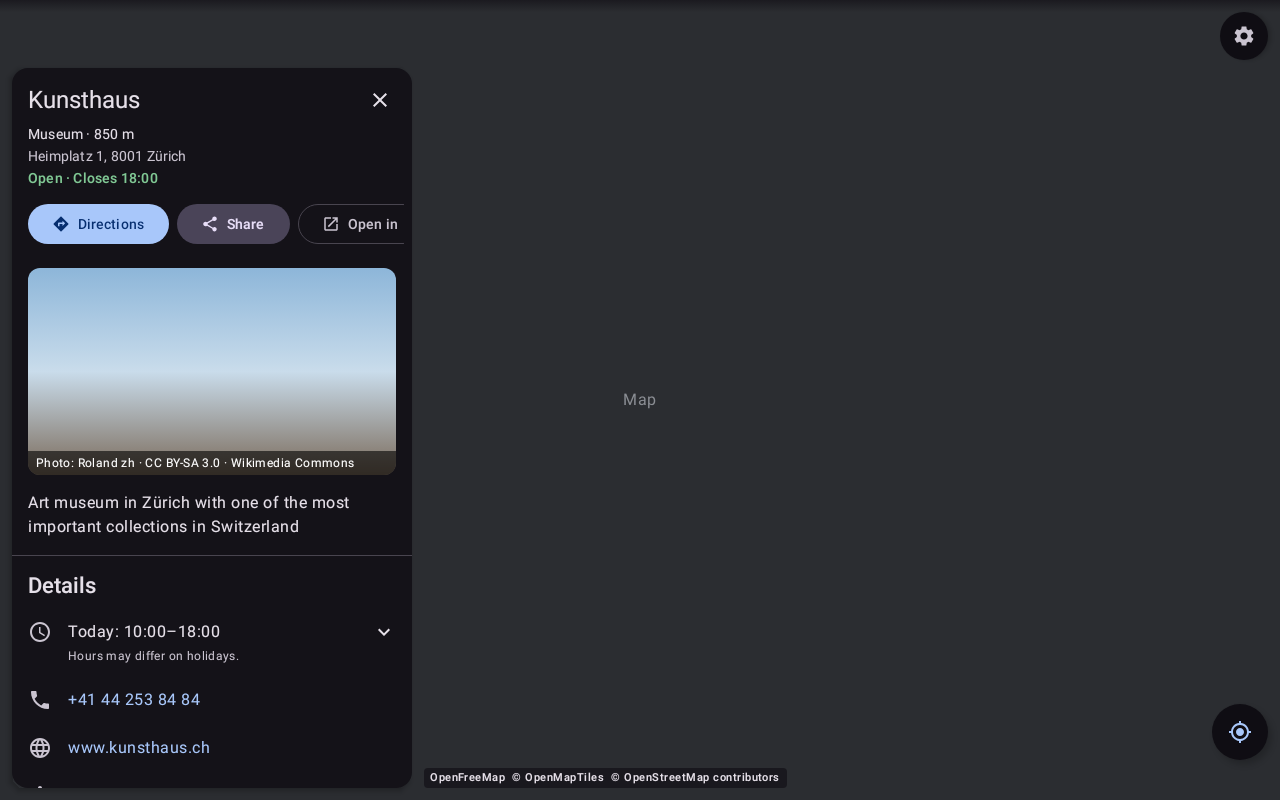 Kunsthaus
Museum · 850 m
Heimplatz 1, 8001 Zürich
Open · Closes 18:00
Directions
Share
Open in
Photo: Roland zh · CC BY-SA 3.0 · Wikimedia Commons
Art museum in Zürich with one of the most
important collections in Switzerland
Details
Today: 10:00–18:00
Hours may differ on holidays.
+41 44 253 84 84
www.kunsthaus.ch
Map
OpenFreeMap © OpenMapTiles © OpenStreetMap contributors